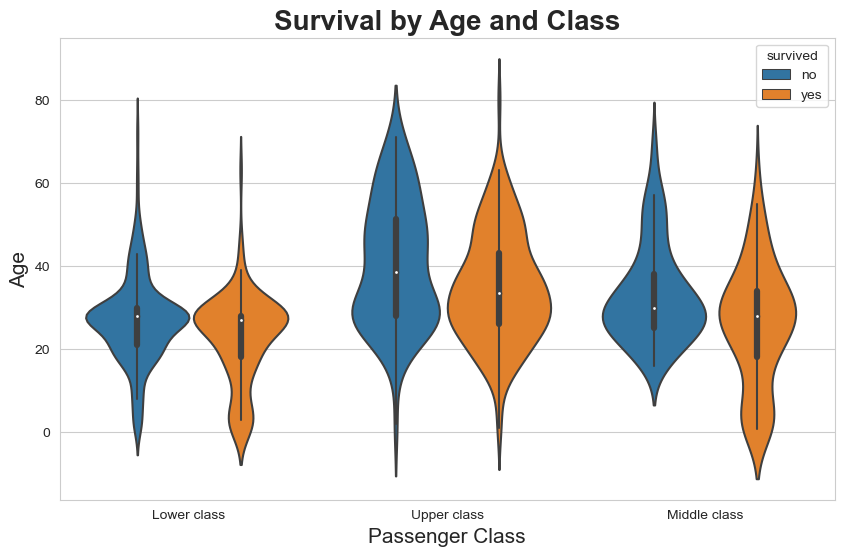 Survival by Age and Class
survived
no
yes
Age
80
60
40
20
0
Lower class
Upper class
Middle class
Passenger Class